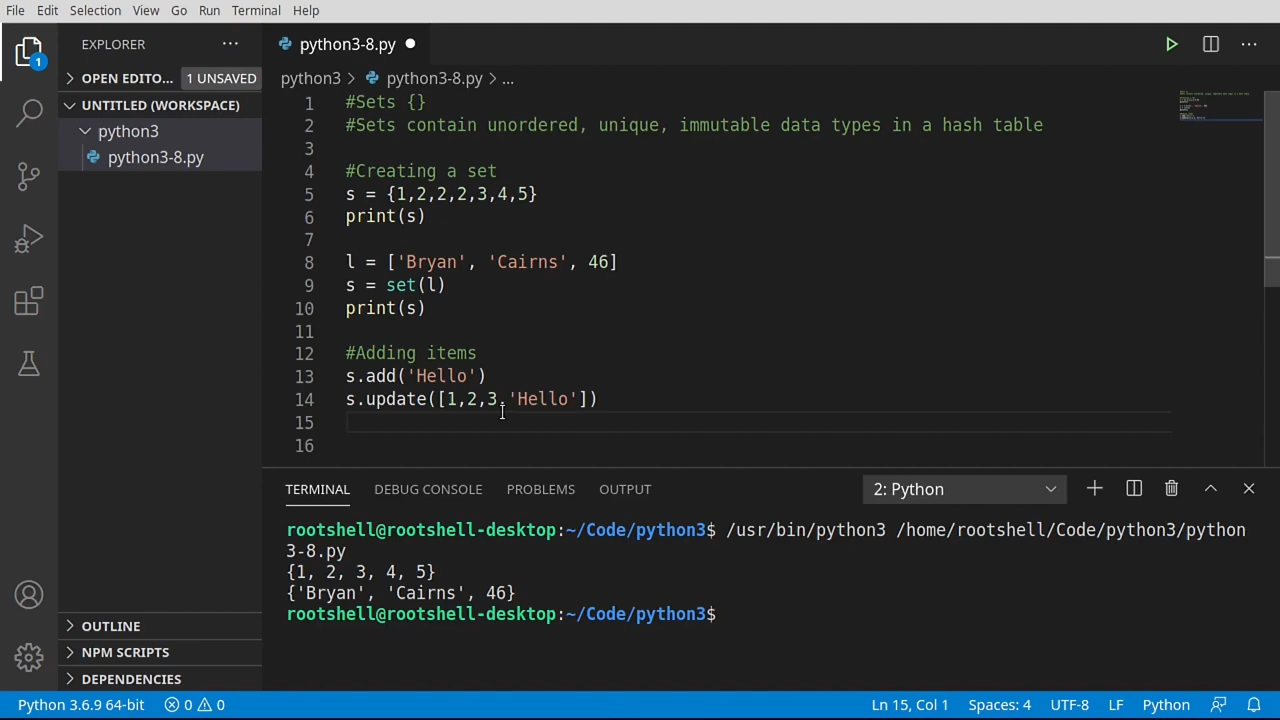 File Edit Selection View Go Run Terminal Help
EXPLORER ...
python3-8.py
1
OPEN EDITO... 1 UNSAVED
python3 > python3-8.py > ...
UNTITLED (WORKSPACE)
python3
python3-8.py
1 #Sets {}
2 #Sets contain unordered, unique, immutable data types in a hash table
3
4 #Creating a set
5 s = {1,2,2,2,3,4,5}
6 print(s)
7
8 l = ['Bryan', 'Cairns', 46]
9 s = set(l)
10 print(s)
11
12 #Adding items
13 s.add('Hello')
14 s.update([1,2,3,'Hello'])
15
16
TERMINAL DEBUG CONSOLE PROBLEMS OUTPUT 2: Python
rootshell@rootshell-desktop:~/Code/python3$ /usr/bin/python3 /home/rootshell/Code/python3/python
3-8.py
{1, 2, 3, 4, 5}
{'Bryan', 'Cairns', 46}
rootshell@rootshell-desktop:~/Code/python3$
OUTLINE
NPM SCRIPTS
DEPENDENCIES
Python 3.6.9 64-bit 0 0 Ln 15, Col 1 Spaces: 4 UTF-8 LF Python